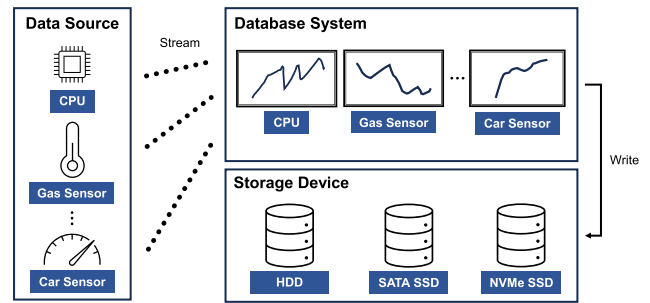 Data Source
CPU
Gas Sensor
Car Sensor
Stream
Database System
CPU
Gas Sensor
Car Sensor
Write
Storage Device
HDD
SATA SSD
NVMe SSD